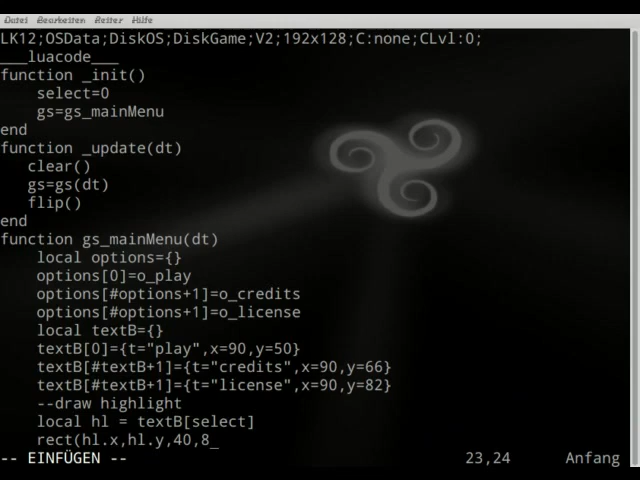 Datei Bearbeiten Reiter Hilfe
LK12;OSData;DiskOS;DiskGame;V2;192x128;C:none;CLvl:0;
___luacode___
function _init()
    select=0
    gs=gs_mainMenu
end
function _update(dt)
   clear()
   gs=gs(dt)
   flip()
end
function gs_mainMenu(dt)
    local options={}
    options[0]=o_play
    options[#options+1]=o_credits
    options[#options+1]=o_license
    local textB={}
    textB[0]={t="play",x=90,y=50}
    textB[#textB+1]={t="credits",x=90,y=66}
    textB[#textB+1]={t="license",x=90,y=82}
    --draw highlight
    local hl = textB[select]
    rect(hl.x,hl.y,40,8_
-- EINFÜGEN -- 23,24 Anfang